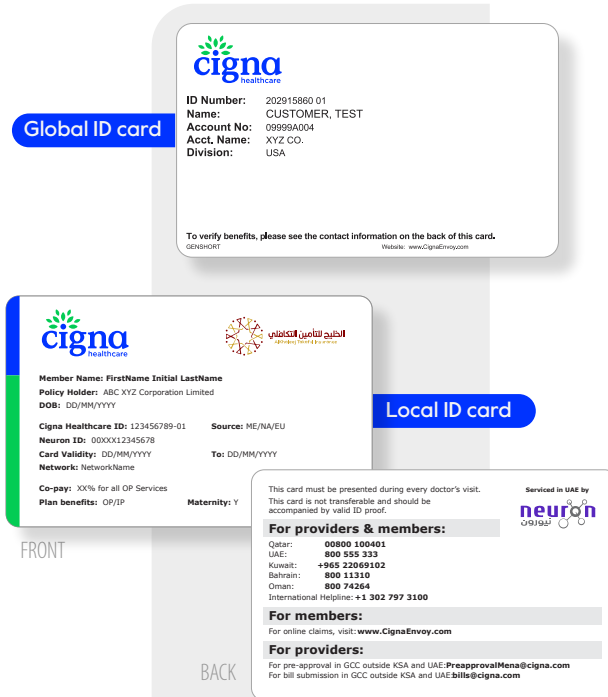 cigna
healthcare
Global ID card
ID Number: 202915860 01
Name: CUSTOMER, TEST
Account No: 09999A004
Acct. Name: XYZ CO.
Division: USA
To verify benefits, please see the contact information on the back of this card.
GENSHORT Website: www.CignaEnvoy.com
cigna
healthcare
الخليج للتأمين التكافلي
Alkhaleej Takaful Insurance
Member Name: FirstName Initial LastName
Policy Holder: ABC XYZ Corporation Limited
DOB: DD/MM/YYYY
Cigna Healthcare ID: 123456789-01 Source: ME/NA/EU
Neuron ID: 00XXX12345678
Card Validity: DD/MM/YYYY To: DD/MM/YYYY
Network: NetworkName
Co-pay: XX% for all OP Services
Plan benefits: OP/IP Maternity: Y
Local ID card
FRONT
This card must be presented during every doctor's visit.
This card is not transferable and should be
accompanied by valid ID proof.
Serviced in UAE by
neuron
نيورون
For providers & members:
Qatar: 00800 100401
UAE: 800 555 333
Kuwait: +965 22069102
Bahrain: 800 11310
Oman: 800 74264
International Helpline: +1 302 797 3100
For members:
For online claims, visit: www.CignaEnvoy.com
For providers:
For pre-approval in GCC outside KSA and UAE: PreapprovalMena@cigna.com
For bill submission in GCC outside KSA and UAE: bills@cigna.com
BACK